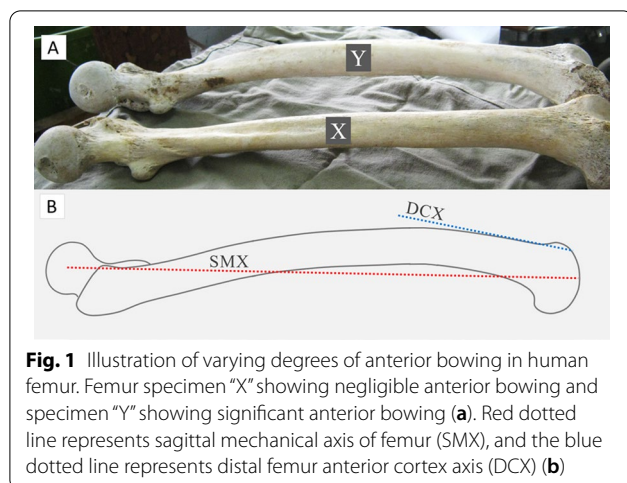 A
Y
X
B
DCX
SMX
Fig. 1 Illustration of varying degrees of anterior bowing in human
femur. Femur specimen “X” showing negligible anterior bowing and
specimen “Y” showing significant anterior bowing (a). Red dotted
line represents sagittal mechanical axis of femur (SMX), and the blue
dotted line represents distal femur anterior cortex axis (DCX) (b)